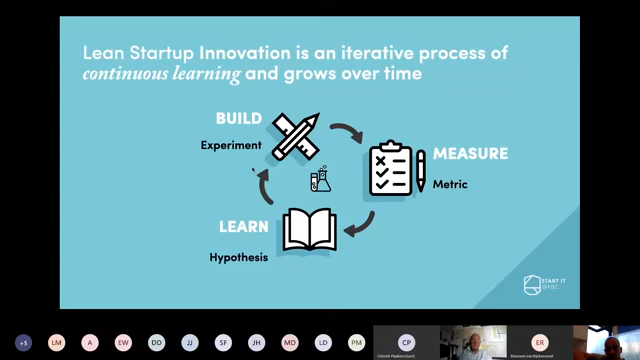 Lean Startup Innovation is an iterative process of
continuous learning and grows over time
BUILD
Experiment
MEASURE
Metric
LEARN
Hypothesis
START IT
@KBC
+5
LM
A
EW
DD
JJ
SF
JH
MD
LD
PM
CP
ER